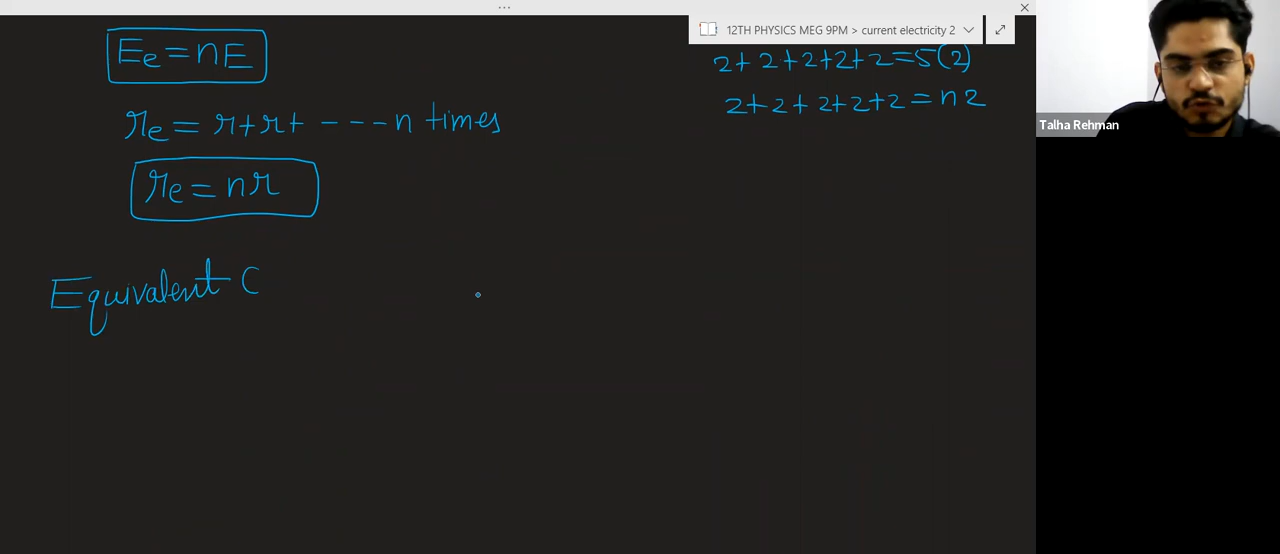 12TH PHYSICS MEG 9PM > current electricity 2
Ee = nE
2+2+2+2+2=5(2)
2+2+2+2+2=n2
re = r+r+ ----n times
Talha Rehman
re = nr
Equivalent C